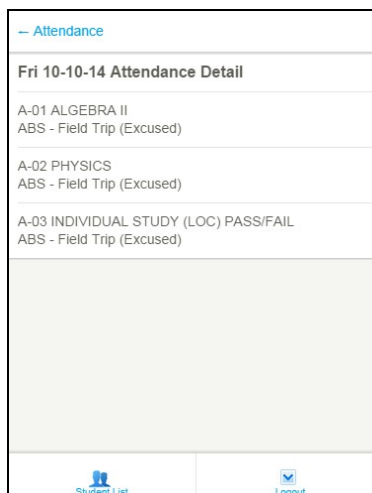 ← Attendance
Fri 10-10-14 Attendance Detail
A-01 ALGEBRA II
ABS - Field Trip (Excused)
A-02 PHYSICS
ABS - Field Trip (Excused)
A-03 INDIVIDUAL STUDY (LOC) PASS/FAIL
ABS - Field Trip (Excused)
Student List
Logout